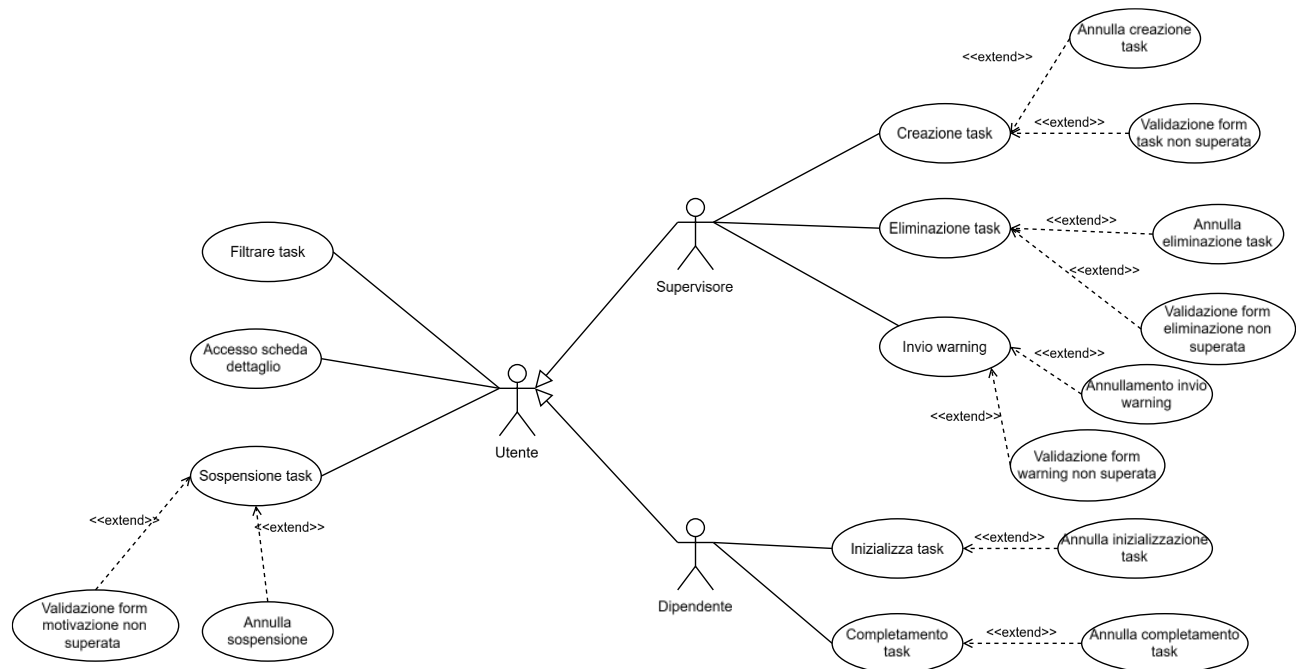 Annulla creazione
task
<<extend>>
Creazione task
<<extend>>
Validazione form
task non superata
Filtrare task
Supervisore
Eliminazione task
<<extend>>
Annulla
eliminazione task
<<extend>>
Validazione form
eliminazione non
superata
Accesso scheda
dettaglio
Invio warning
<<extend>>
Annullamento invio
warning
<<extend>>
Validazione form
warning non superata
Utente
Sospensione task
<<extend>>
<<extend>>
Validazione form
motivazione non
superata
Annulla
sospensione
Dipendente
Inizializza task
<<extend>>
Annulla inizializzazione
task
Completamento
task
<<extend>>
Annulla completamento
task